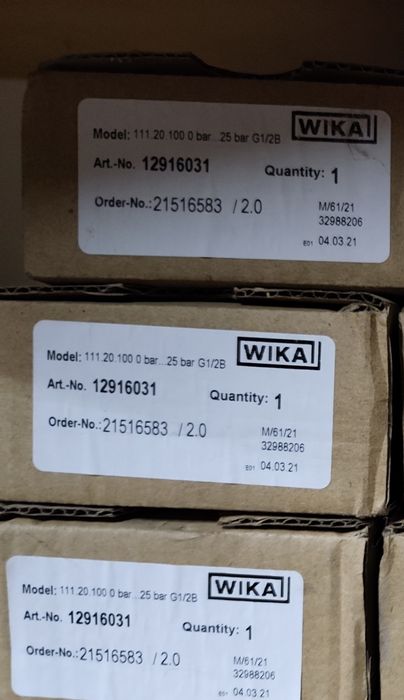 Model: 111.20.100 0 bar...25 bar G1/2B WIKA
Art.-No. 12916031 Quantity: 1
Order-No.:21516583 / 2.0 M/61/21
32988206
E01 04.03.21
Model: 111.20.100 0 bar...25 bar G1/2B WIKA
Art.-No. 12916031 Quantity: 1
Order-No.:21516583 / 2.0 M/61/21
32988206
E01 04.03.21
Model: 111.20.100 0 bar...25 bar G1/2B WIKA
Art.-No. 12916031 Quantity: 1
Order-No.:21516583 / 2.0 M/61/21
32988206
E01 04.03.21